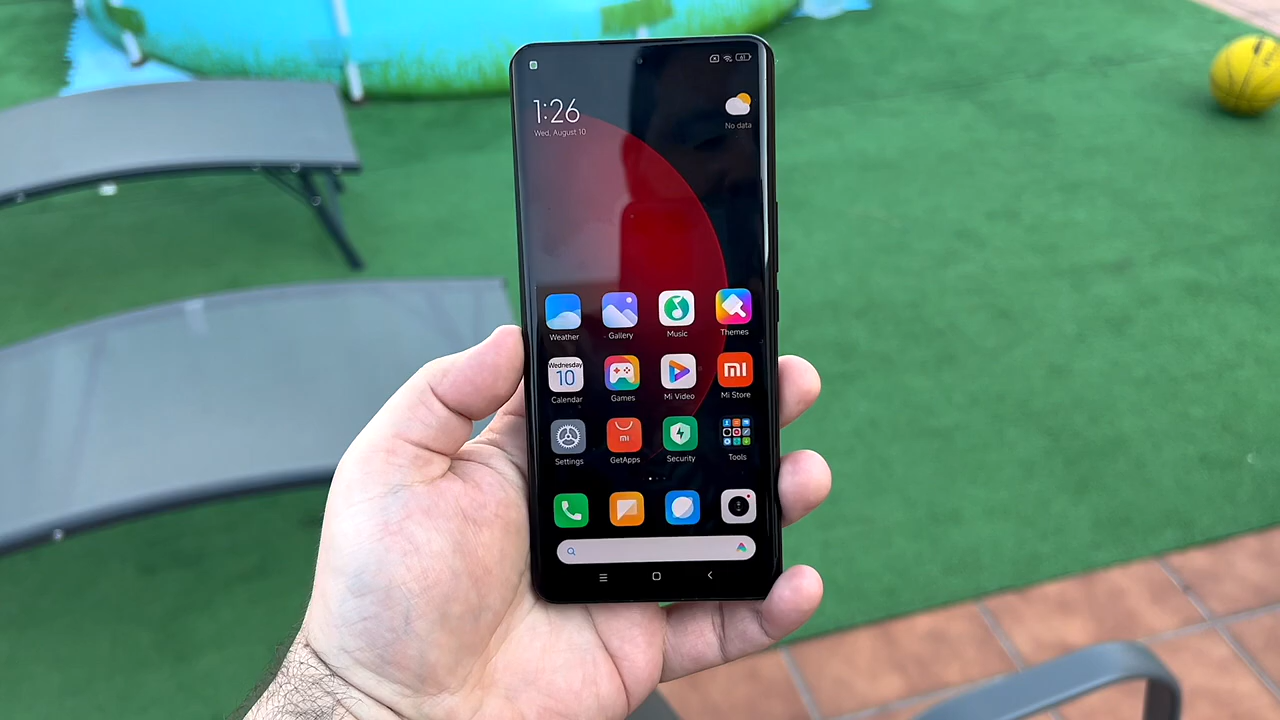 61
1:26
Wed, August 10
No data
Weather
Gallery
Music
Themes
Wednesday
10
Calendar
Games
Mi Video
mi
Mi Store
Settings
mi
GetApps
Security
Tools